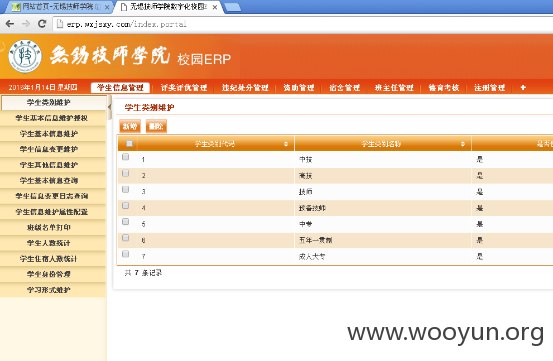 网站首页-无锡技师学院
无锡技师学院数字化校园
erp.wxjsxy.com/index.portal
无锡技师学院 校园ERP
2016年1月14日 星期四 学生信息管理 评奖评优管理 违纪处分管理 资助管理 宿舍管理 班主任管理 德育考核 注册管理
学生类别维护
学生基本信息维护授权
学生基本信息维护
学生信息变更维护
学生其他信息维护
学生基本信息查询
学生信息变更日志查询
学生信息维护属性配置
班级名单打印
学生人数统计
学生住宿人数统计
学生身份管理
学习形式维护
学生类别维护
新增 删除
学生类别代码 学生类别名称 是否
1 中技 是
2 高技 是
3 技师 是
4 预备技师 是
5 中专 是
6 五年一贯制 是
7 成人大专 是
共 7 条记录
www.wooyun.org